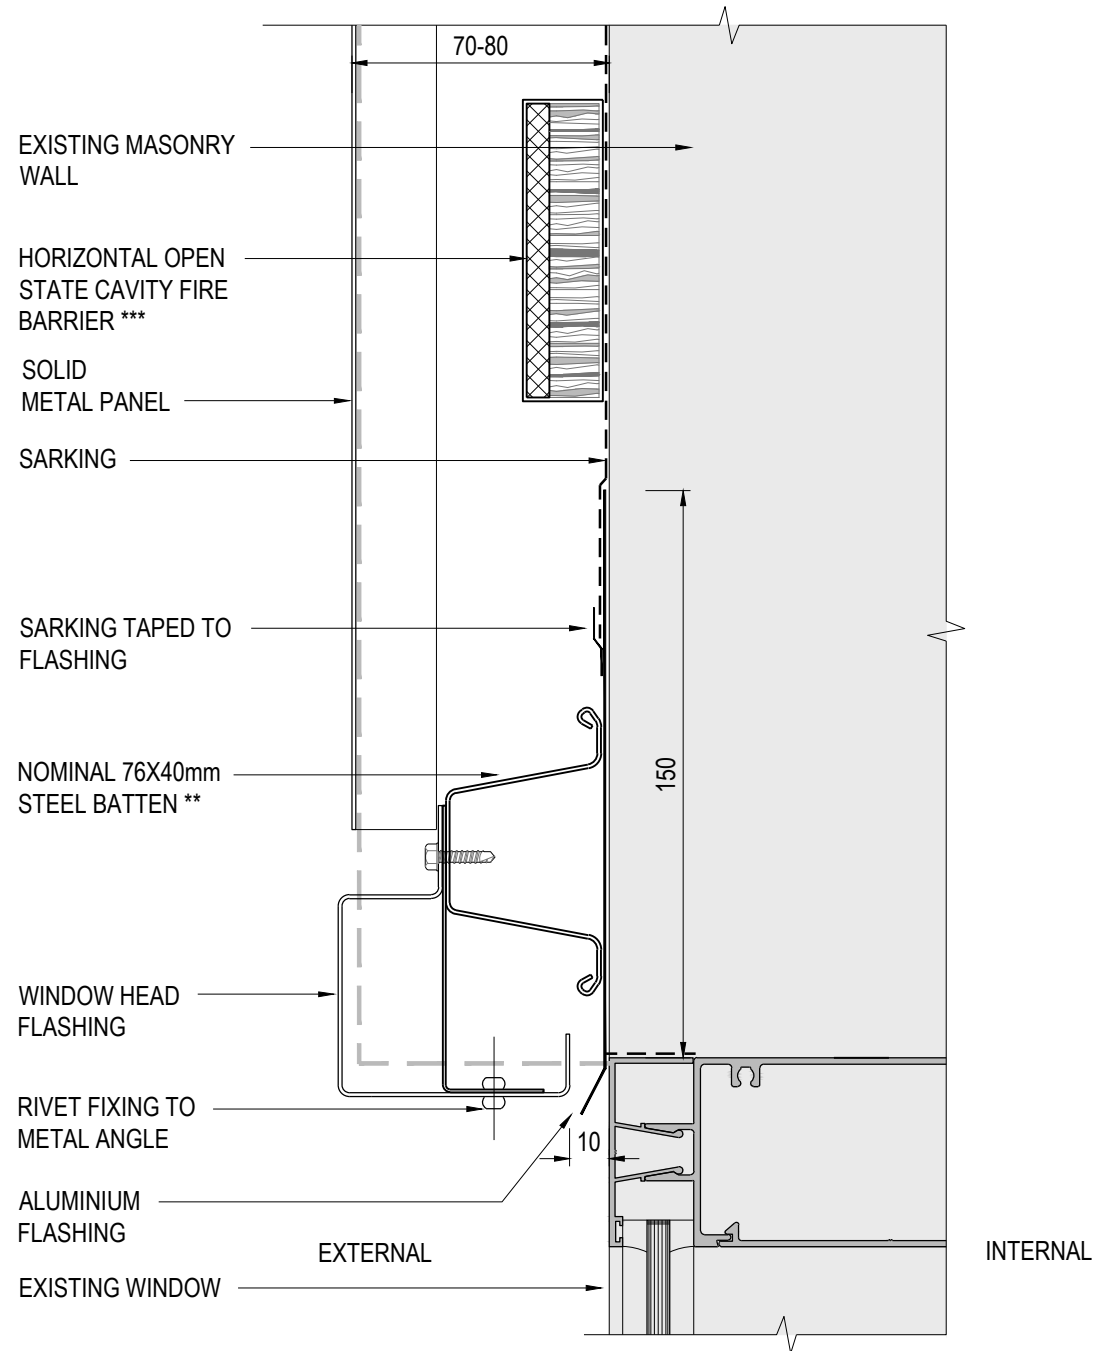 70-80
EXISTING MASONRY
WALL
HORIZONTAL OPEN
STATE CAVITY FIRE
BARRIER ***
SOLID
METAL PANEL
SARKING
SARKING TAPED TO
FLASHING
150
NOMINAL 76X40mm
STEEL BATTEN **
WINDOW HEAD
FLASHING
RIVET FIXING TO
METAL ANGLE
10
ALUMINIUM
FLASHING
EXTERNAL
INTERNAL
EXISTING WINDOW